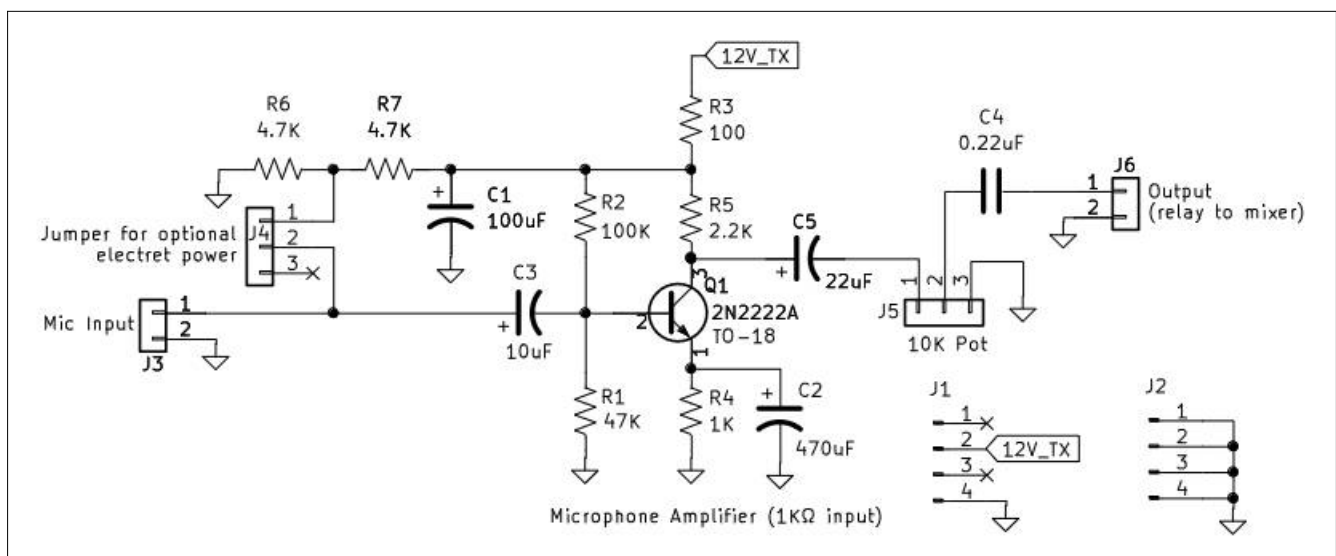 12V_TX
R6
4.7K
R7
4.7K
R3
100
C4
0.22uF
J6
1
2
Output
(relay to mixer)
+
C1
100uF
R2
100K
R5
2.2K
C5
+
22uF
J4
1
2
3
Jumper for optional
electret power
Mic Input
1
2
J3
C3
+
10uF
3
Q1
2N2222A
TO-18
2
1
J5
1
2
3
10K Pot
R1
47K
R4
1K
+
C2
470uF
J1
1
2
3
4
12V_TX
J2
1
2
3
4
Microphone Amplifier (1KΩ input)